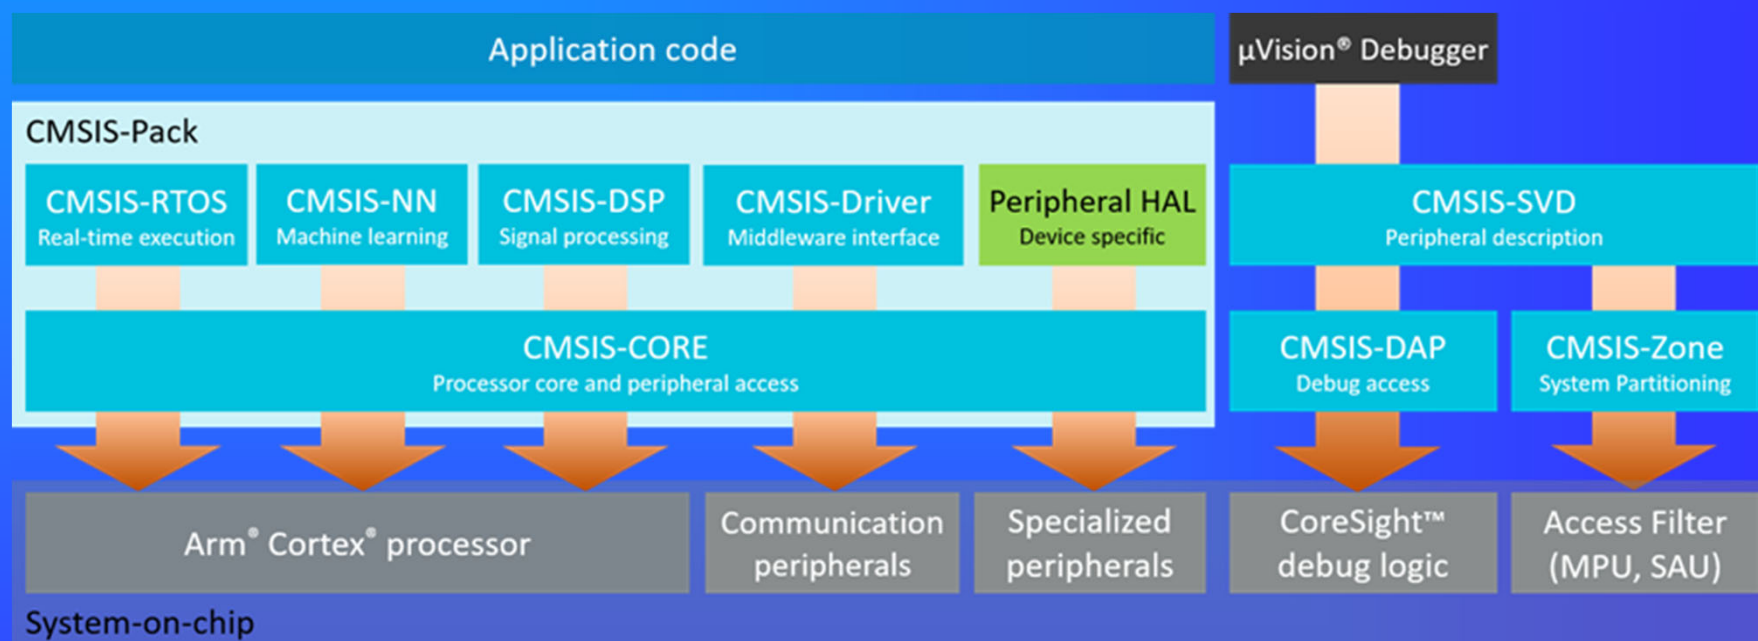 Application code
µVision® Debugger
CMSIS-Pack
CMSIS-RTOS
Real-time execution
CMSIS-NN
Machine learning
CMSIS-DSP
Signal processing
CMSIS-Driver
Middleware interface
Peripheral HAL
Device specific
CMSIS-SVD
Peripheral description
CMSIS-CORE
Processor core and peripheral access
CMSIS-DAP
Debug access
CMSIS-Zone
System Partitioning
Arm® Cortex® processor
Communication
peripherals
Specialized
peripherals
CoreSight™
debug logic
Access Filter
(MPU, SAU)
System-on-chip